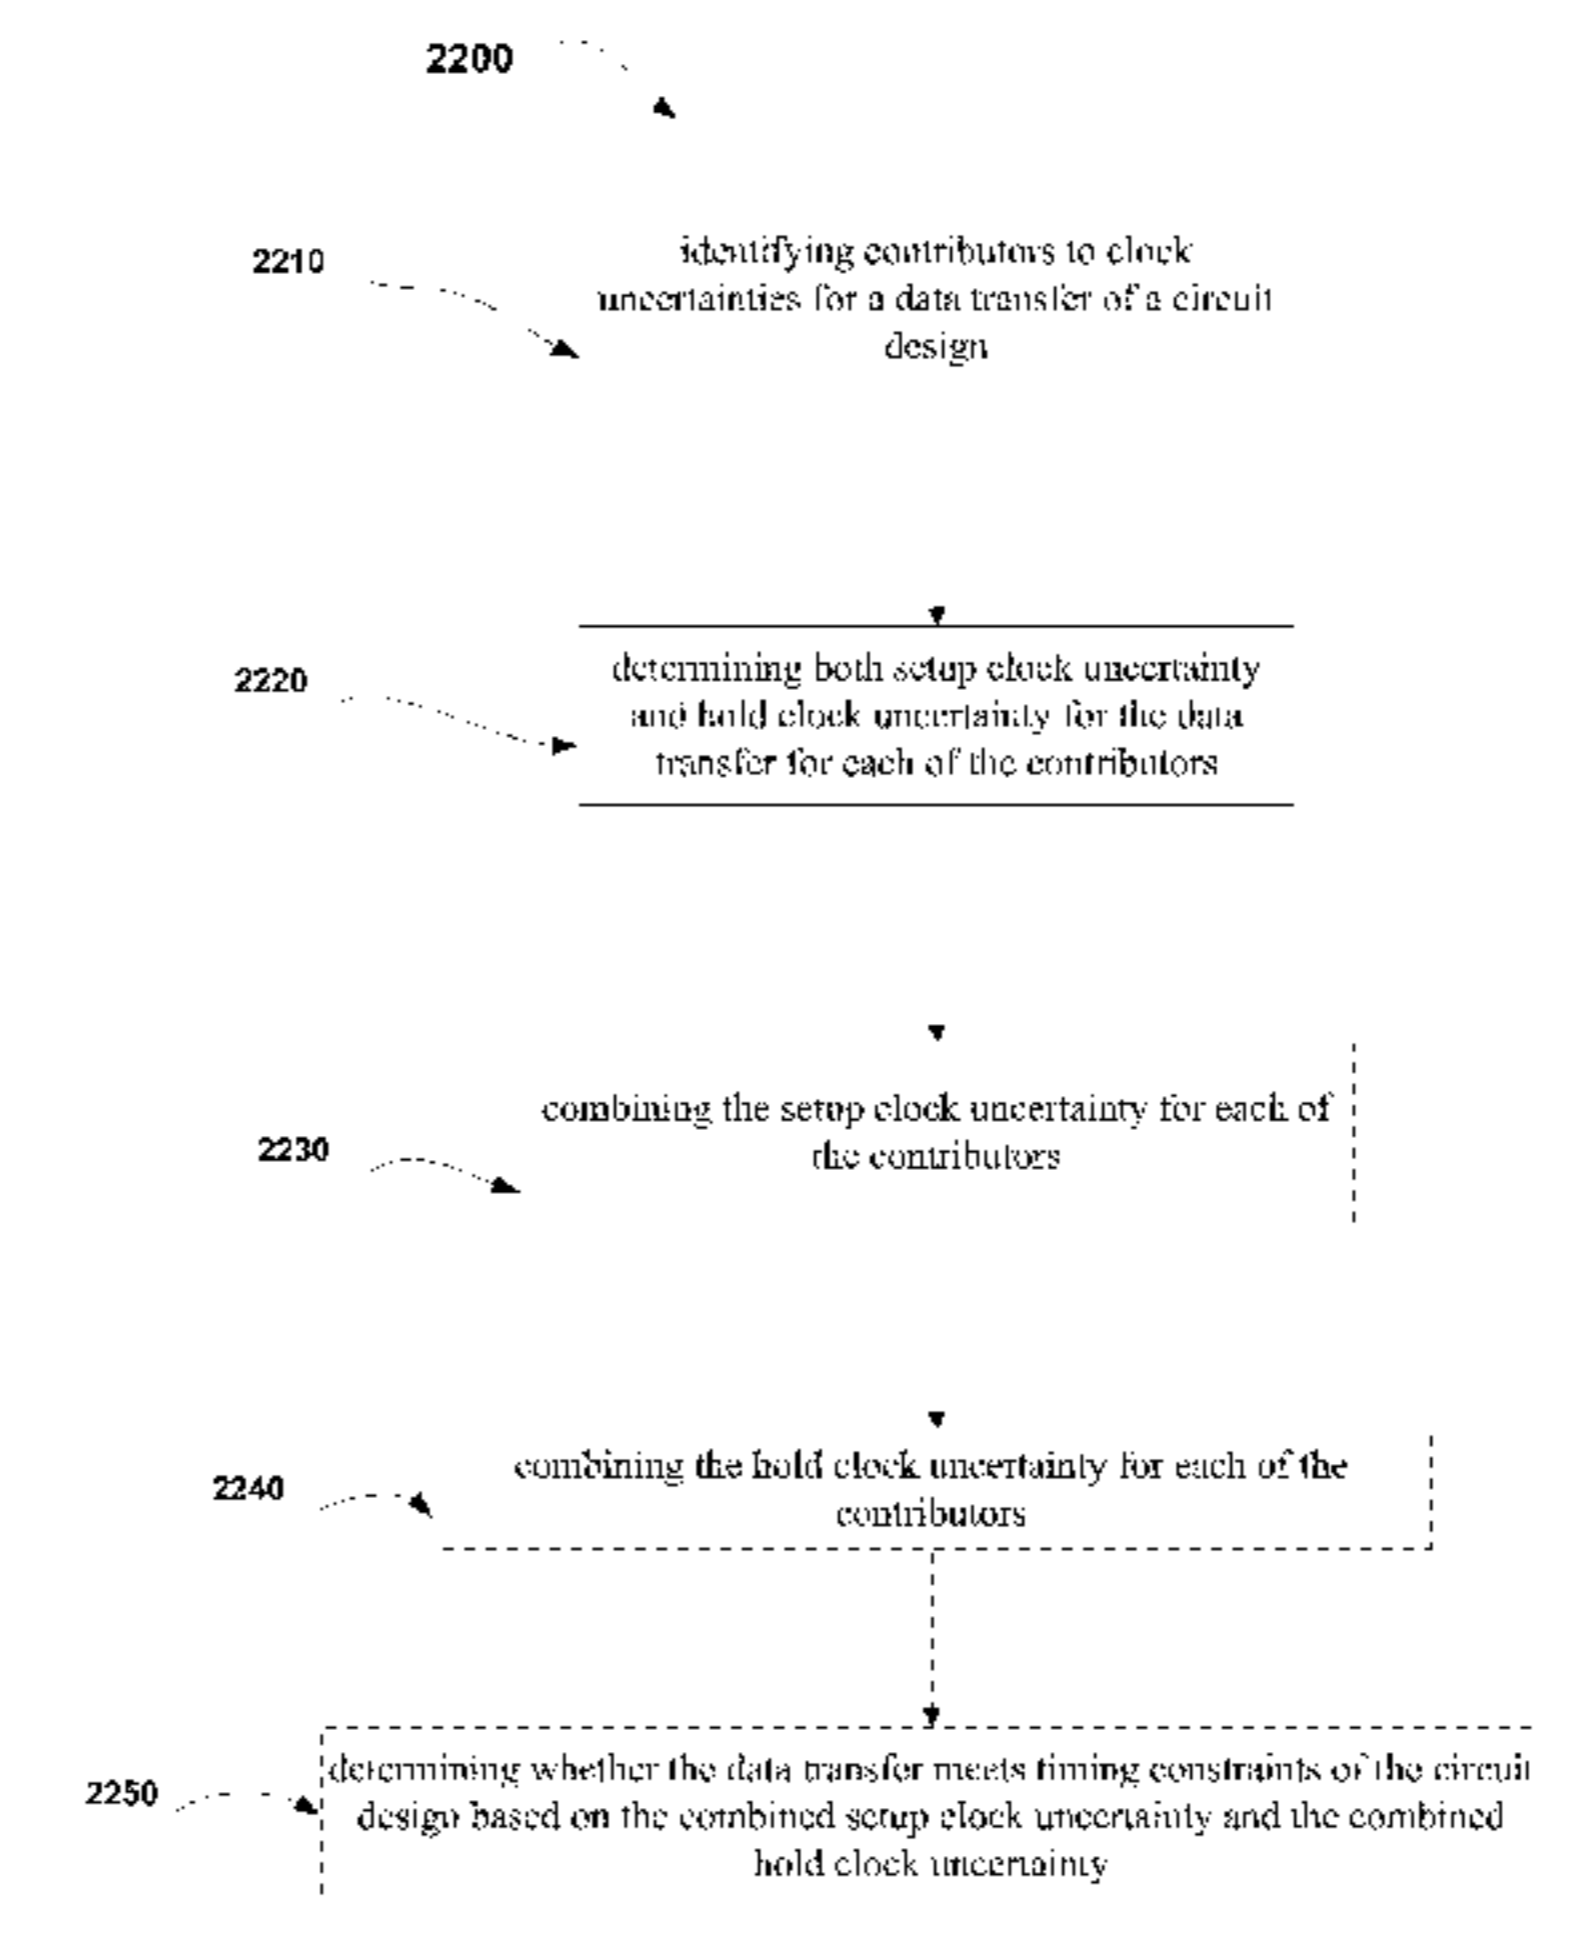 2200
2210
identifying contributors to clock
uncertainties for a data transfer of a circuit
design
2220
determining both setup clock uncertainty
and hold clock uncertainty for the data
transfer for each of the contributors
2230
combining the setup clock uncertainty for each of
the contributors
2240
combining the hold clock uncertainty for each of the
contributors
2250
determining whether the data transfer meets timing constraints of the circuit
design based on the combined setup clock uncertainty and the combined
hold clock uncertainty